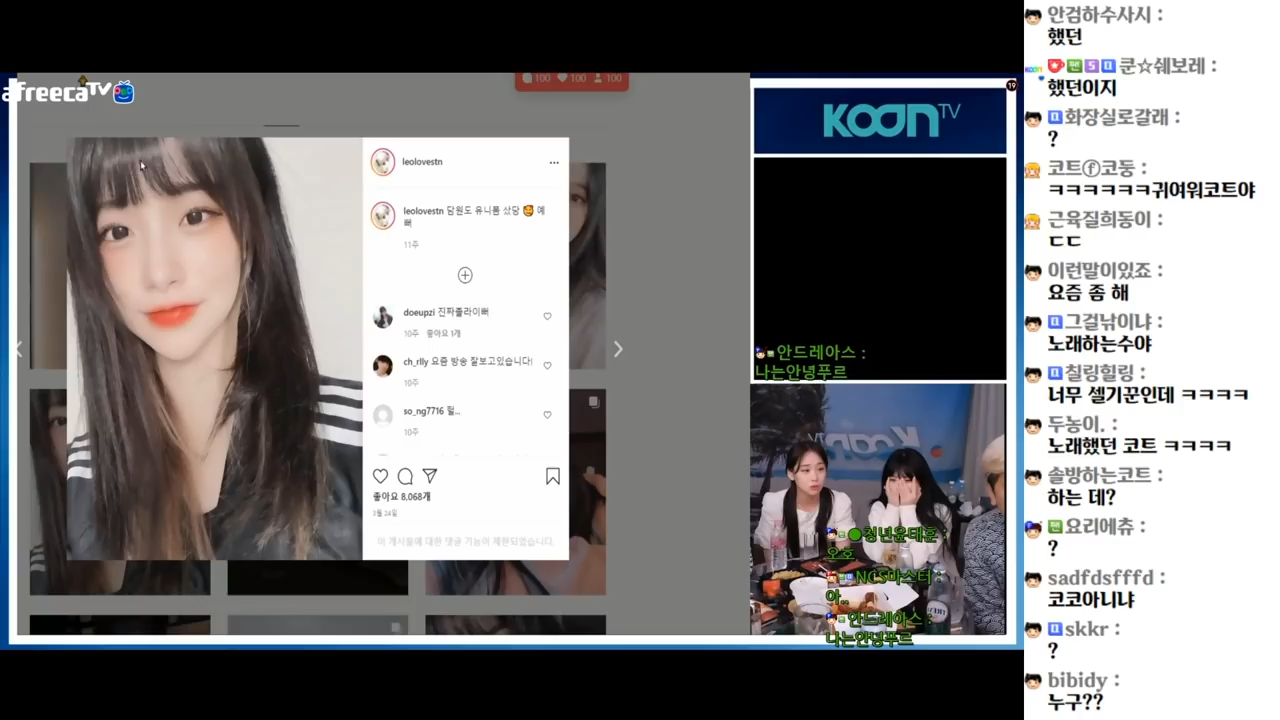 afreecaTV
100 100 100
leolovestn
leolovestn 담원도 유니폼 샀당 🥰 예
뻐
11주
doeupzi 진짜졸라이뻐
10주 좋아요 1개
ch_rlly 요즘 방송 잘보고있습니다!
10주
so_ng7716 헐...
10주
좋아요 8,068개
3월 24일
이 게시물에 대한 댓글 기능이 제한되었습니다.
KOONTV
19
안드레아스 :
나는안녕푸르
KOONTV
청년운태훈 :
오호
NCS마스터 :
아..
안드레아스 :
나는안녕푸르
안검하수사시 :
했던
쿤☆쉐보레 :
했던이지
화장실로갈래 :
?
코트ⓕ코둥 :
ㅋㅋㅋㅋㅋㅋ귀여워코트야
근육질희동이 :
ㄷㄷ
이런말이있죠 :
요즘 좀 해
그걸낚이냐 :
노래하는수야
칠링힐링 :
너무 셀기꾼인데 ㅋㅋㅋㅋ
두농이. :
노래했던 코트 ㅋㅋㅋㅋ
솔방하는코트 :
하는 데?
요리에츄 :
?
sadfdsfffd :
코코아니냐
skkr :
?
bibidy :
누구??